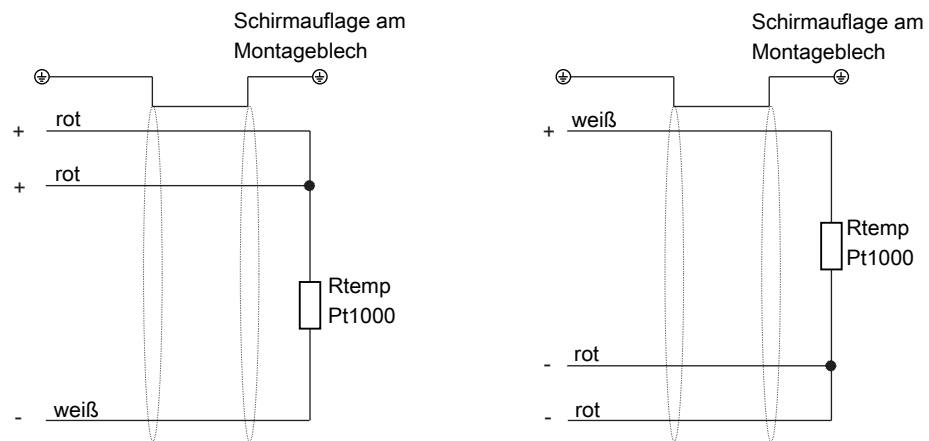 Schirmauflage am
Montageblech
+ rot
+ rot
Rtemp
Pt1000
- weiß
Schirmauflage am
Montageblech
+ weiß
Rtemp
Pt1000
- rot
- rot